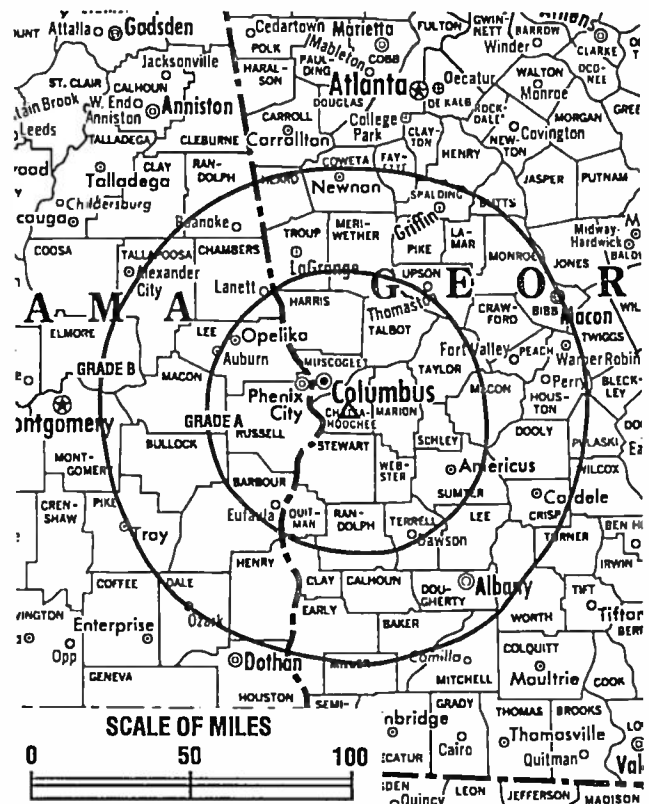 Attalla Gadsden Cedartown Marietta FULTON GWIN-
NETT BARROW
Winder CLARKE
POLK Mableton COBB
Jacksonville HARAL-
SON PAUL-
DING OCO-
NEE
ST. CLAIR CALHOUN Atlanta Decatur WALTON
W. End
Anniston Anniston DOUGLAS DE KALB Monroe
Leeds CARROLL College
Park ROCK-
DALE MORGAN
TALLADEGA CLEBURNE Carrollton CLAY-
TON NEW-
TON Covington
CLAY RAN-
DOLPH COWETA FAY-
ETTE HENRY
Talladega HEARD Newnan JASPER PUTNAM
Childersburg SPALDING BUTTS
Roanoke TROUP MERI-
WETHER Griffin LA-
MAR Midway-
Hardwick
COOSA TALLAPOOSA CHAMBERS PIKE MONROE JONES
Alexander
City LaGrange UPSON
Lanett HARRIS Thomaston CRAW-
FORD BIBB Macon
A M A G E O R
ELMORE LEE Opelika TALBOT TWIGGS
Auburn MUSCOGEE TAYLOR Fort Valley PEACH Warner Robin
GRADE B MACON Phenix
City Columbus MACON Perry BLECK-
LEY
HOUS-
TON
GRADE A RUSSELL CHATTA-
HOOCHEE MARION DOOLY
BULLOCK STEWART SCHLEY PULASKI
MONT-
GOMERY WEB-
STER Americus WILCOX
BARBOUR SUMTER Cordele
CREN-
SHAW PIKE Eufaula QUIT-
MAN RAN-
DOLPH TERRELL LEE CRISP
Troy Dawson TURNER
HENRY IRWIN
COFFEE DALE CLAY CALHOUN DOU-
GHERTY Albany TIFT
Ozark EARLY WORTH Tifton
Enterprise BAKER
Opp Dothan MILLER Camilla COLQUITT
GENEVA MITCHELL Moultrie COOK
HOUSTON SEMI- GRADY THOMAS BROOKS
SCALE OF MILES Cairo Thomasville
Quitman
0 50 100
Quincy LEON JEFFERSON MADISON